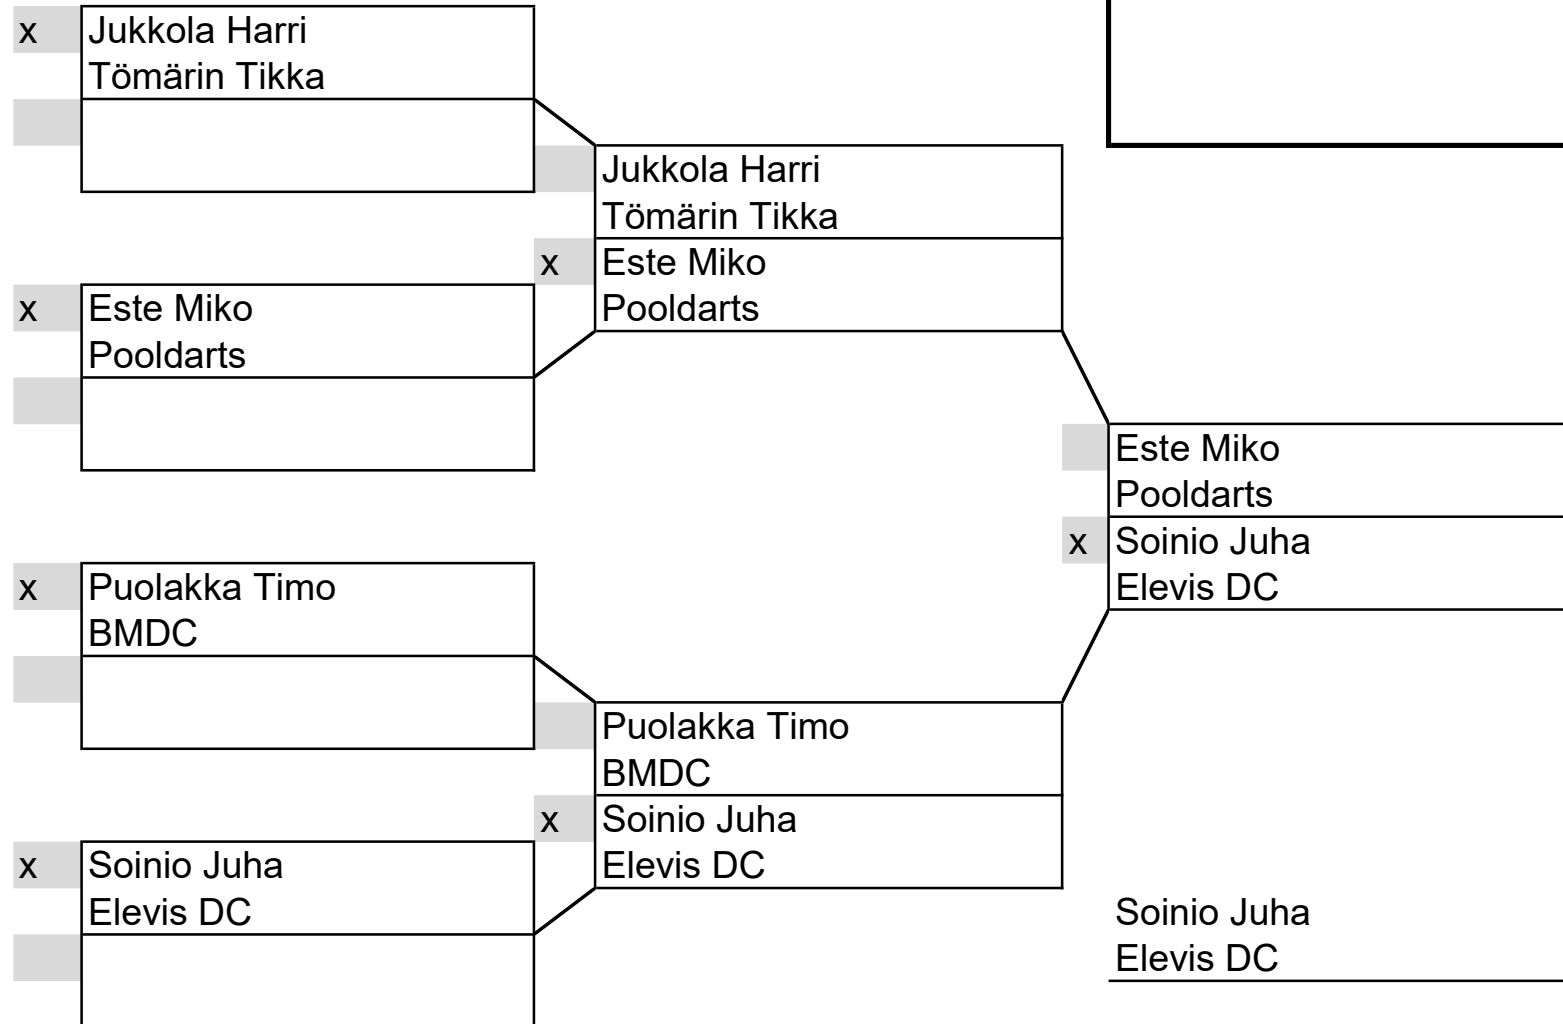 x Jukkola Harri
Tömärin Tikka
Jukkola Harri
Tömärin Tikka
x Este Miko
Pooldarts
x Este Miko
Pooldarts
Este Miko
Pooldarts
x Soinio Juha
Elevis DC
x Puolakka Timo
BMDC
Puolakka Timo
BMDC
x Soinio Juha
Elevis DC
x Soinio Juha
Elevis DC
Soinio Juha
Elevis DC